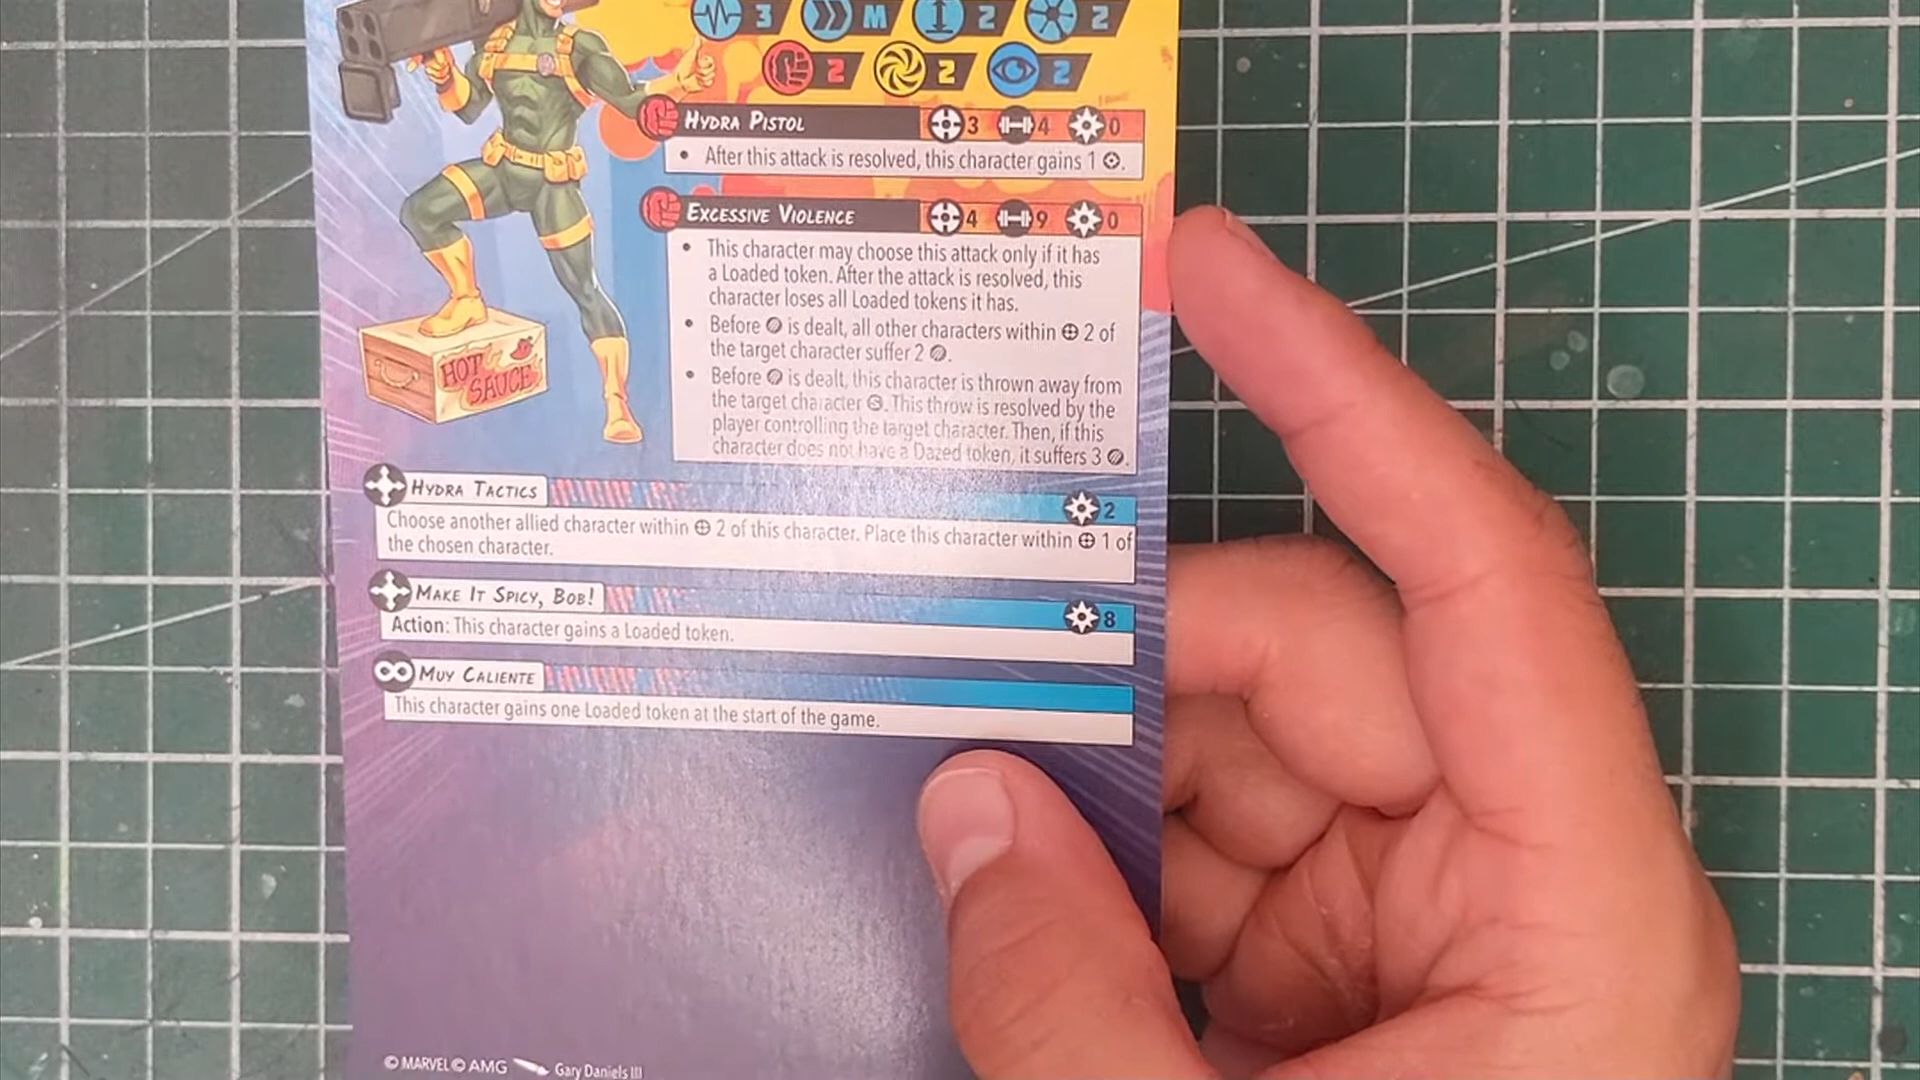 3 M 2 2
2 2 2
HYDRA PISTOL 3 4 0
• After this attack is resolved, this character gains 1 .
EXCESSIVE VIOLENCE 4 9 0
• This character may choose this attack only if it has
a Loaded token. After the attack is resolved, this
character loses all Loaded tokens it has.
• Before is dealt, all other characters within 2 of
the target character suffer 2 .
• Before is dealt, this character is thrown away from
the target character S. This throw is resolved by the
player controlling the target character. Then, if this
character does not have a Dazed token, it suffers 3 .
HOT
SAUCE
HYDRA TACTICS 2
Choose another allied character within 2 of this character. Place this character within 1 of
the chosen character.
MAKE IT SPICY, BOB! 8
Action: This character gains a Loaded token.
MUY CALIENTE
This character gains one Loaded token at the start of the game.
© MARVEL © AMG Gary Daniels III